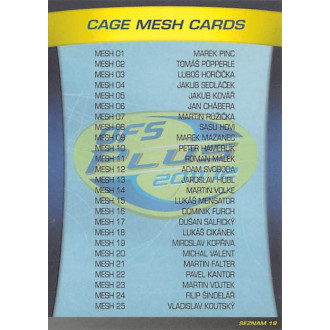 CAGE MESH CARDS
MESH 01 MAREK PINC
MESH 02 TOMÁŠ PÖPPERLE
MESH 03 LUBOŠ HORČIČKA
MESH 04 JAKUB SEDLÁČEK
MESH 05 JAKUB KOVÁŘ
MESH 06 JAN CHÁBERA
MESH 07 MARTIN RŮŽIČKA
MESH 08 SASU HOVI
MESH 09 MAREK MAZANEC
MESH 10 PETER HAMERLÍK
MESH 11 ROMAN MÁLEK
MESH 12 ADAM SVOBODA
MESH 13 JAROSLAV HÜBL
MESH 14 MARTIN VOLKE
MESH 15 LUKÁŠ MENSATOR
MESH 16 DOMINIK FURCH
MESH 17 DUŠAN SALFICKÝ
MESH 18 LUKÁŠ CIKÁNEK
MESH 19 MIROSLAV KOPŘIVA
MESH 20 MICHAL VALENT
MESH 21 MARTIN FALTER
MESH 22 PAVEL KANTOR
MESH 23 MARTIN VOJTEK
MESH 24 FILIP ŠINDELÁŘ
MESH 25 VLADISLAV KOUTSKÝ
OFS PLUS
SEZNAM 19